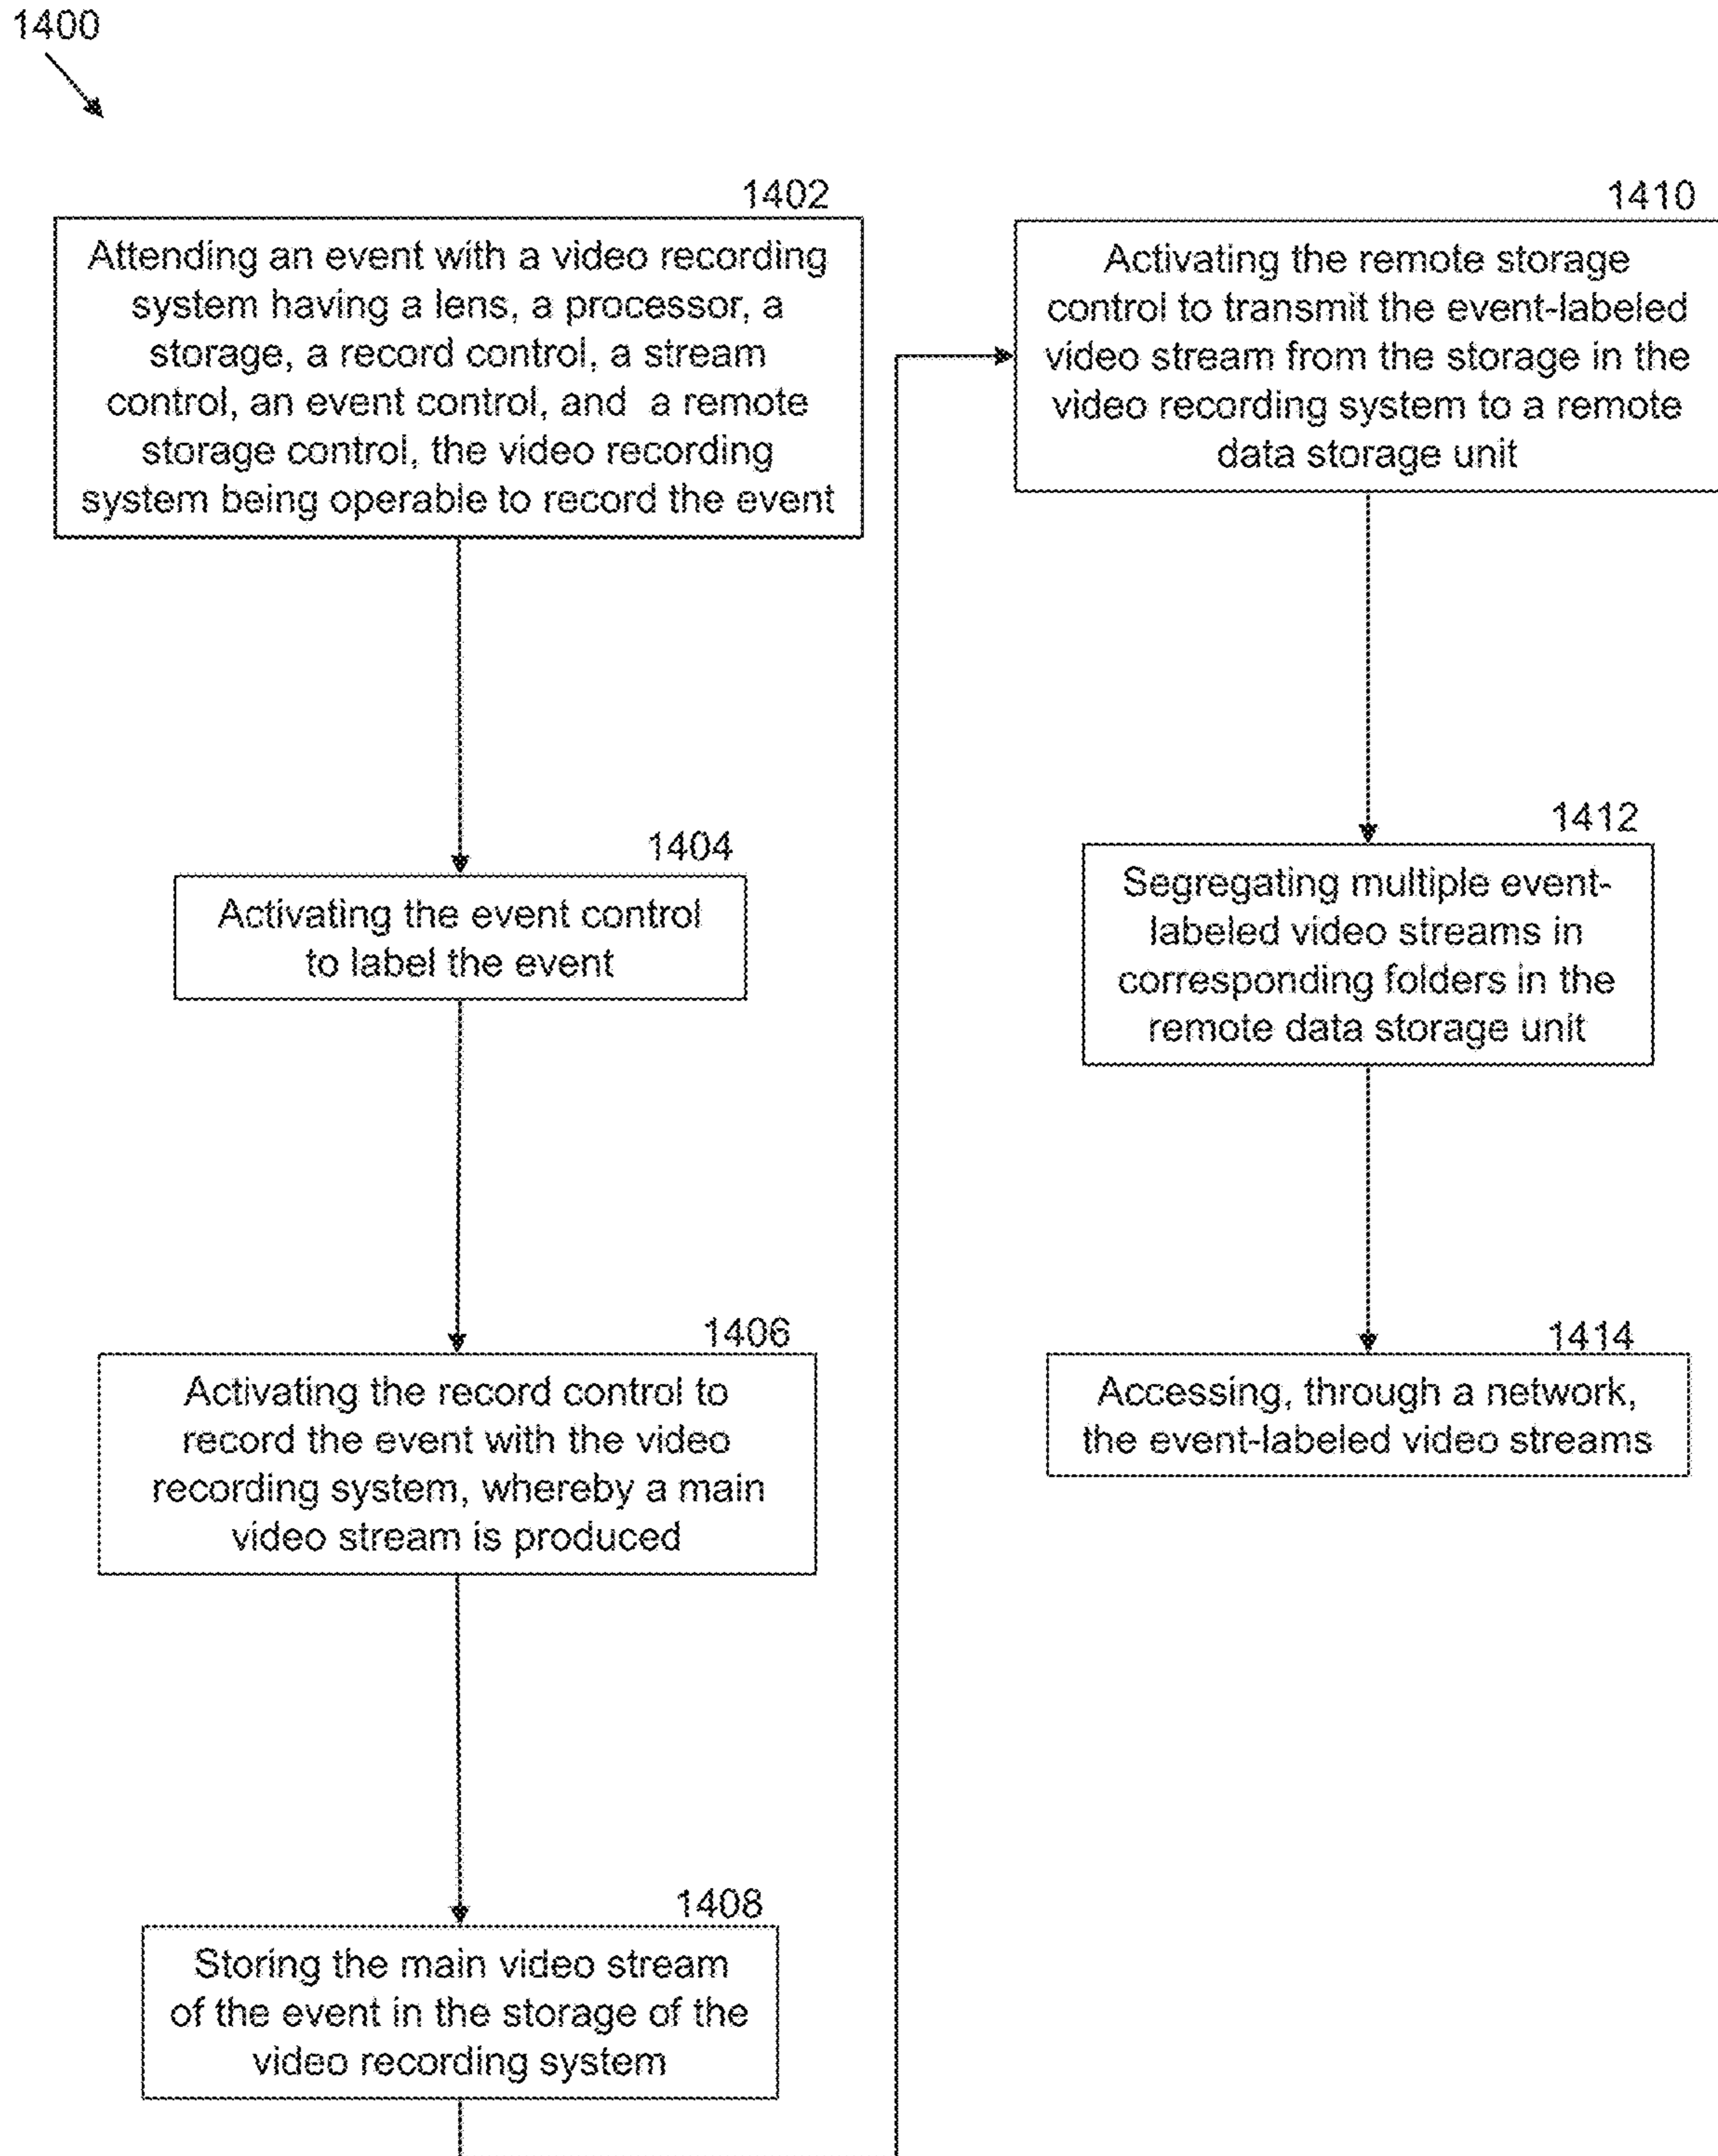 1400
1402
Attending an event with a video recording
system having a lens, a processor, a
storage, a record control, a stream
control, an event control, and a remote
storage control, the video recording
system being operable to record the event
1404
Activating the event control
to label the event
1406
Activating the record control to
record the event with the video
recording system, whereby a main
video stream is produced
1408
Storing the main video stream
of the event in the storage of the
video recording system
1410
Activating the remote storage
control to transmit the event-labeled
video stream from the storage in the
video recording system to a remote
data storage unit
1412
Segregating multiple event-
labeled video streams in
corresponding folders in the
remote data storage unit
1414
Accessing, through a network,
the event-labeled video streams